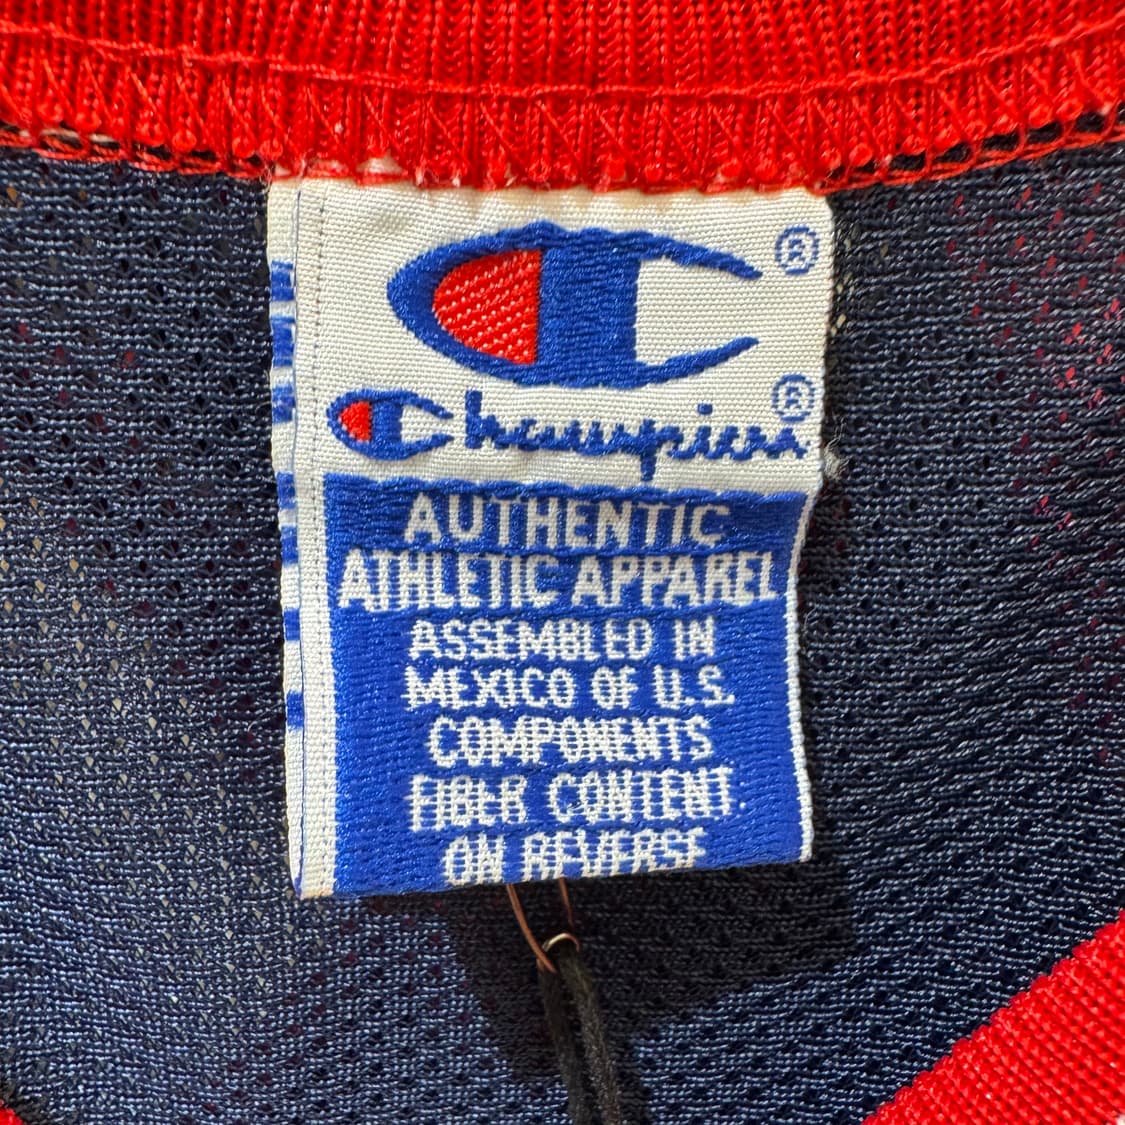 ®
Champion®
AUTHENTIC
ATHLETIC APPAREL
ASSEMBLED IN
MEXICO OF U.S.
COMPONENTS
FIBER CONTENT
ON REVERSE